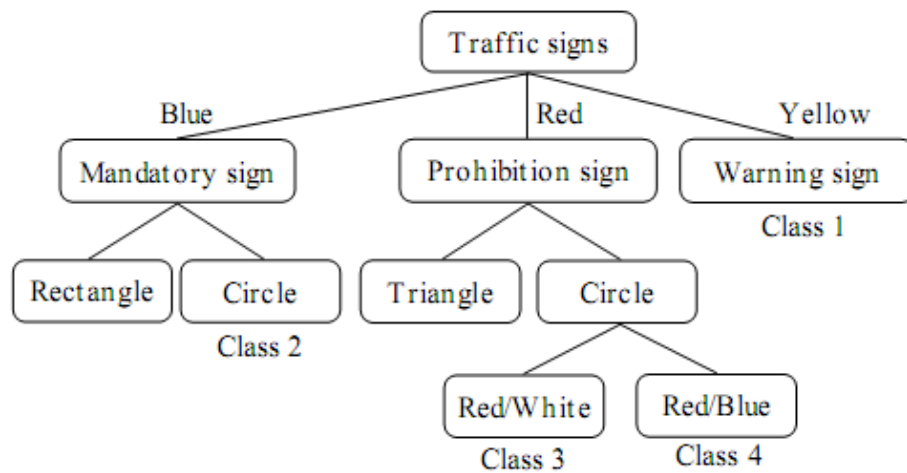 Traffic signs
Blue
Red
Yellow
Mandatory sign
Prohibition sign
Warning sign
Class 1
Rectangle
Circle
Triangle
Circle
Class 2
Red/White
Red/Blue
Class 3
Class 4